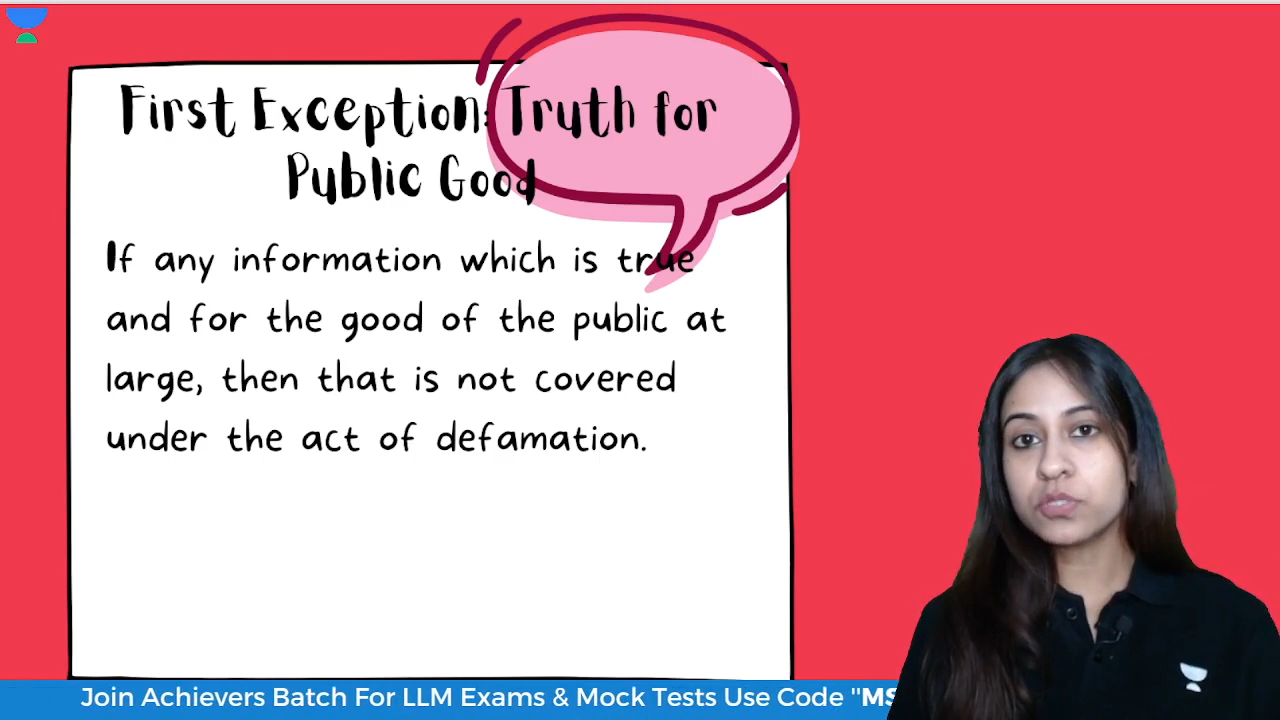 First Exception: Truth for
Public Good
If any information which is true
and for the good of the public at
large, then that is not covered
under the act of defamation.
Join Achievers Batch For LLM Exams & Mock Tests Use Code "MS